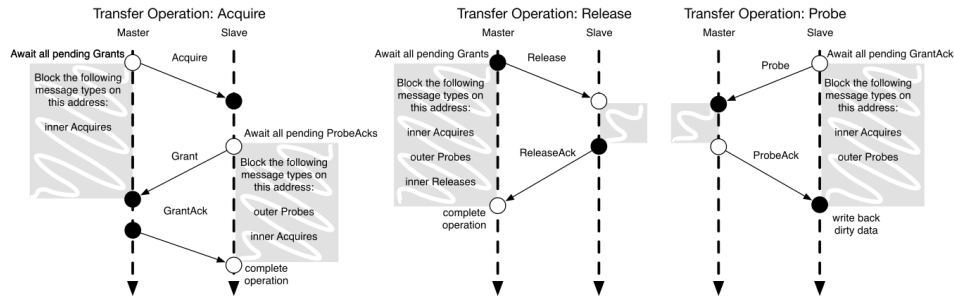 Transfer Operation: Acquire
Master
Slave
Await all pending Grants
Acquire
Block the following
message types on
this address:
inner Acquires
Await all pending ProbeAcks
Grant
Block the following
message types on
this address:
outer Probes
inner Acquires
GrantAck
complete
operation
Transfer Operation: Release
Master
Slave
Await all pending Grants
Release
Block the following
message types on
this address:
inner Acquires
outer Probes
inner Releases
ReleaseAck
complete
operation
Transfer Operation: Probe
Master
Slave
Await all pending GrantAck
Probe
Block the following
message types on
this address:
inner Acquires
outer Probes
ProbeAck
write back
dirty data